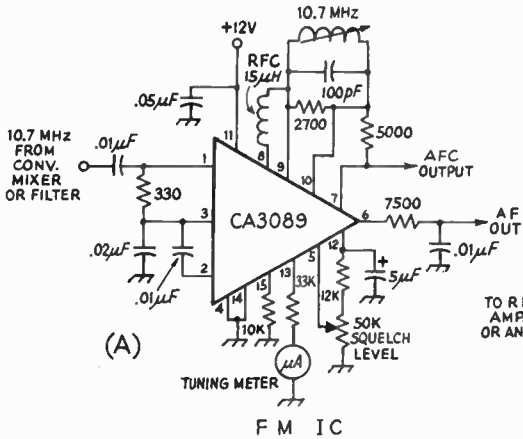 10.7 MHz
+12V
RFC
15µH
.05µF
100pF
2700
10.7 MHz
FROM
CONV.
MIXER
OR FILTER
.01µF
11
8
9
10
5000
AFC
OUTPUT
1
330
3
CA3089
7
6
7500
AF
OUT
.02µF
.01µF
2
4
14
15
13
5
12
+
5µF
.01µF
10K
33K
12K
50K
SQUELCH
LEVEL
TO R
AMP
OR AN
(A)
µA
TUNING METER
FM IC